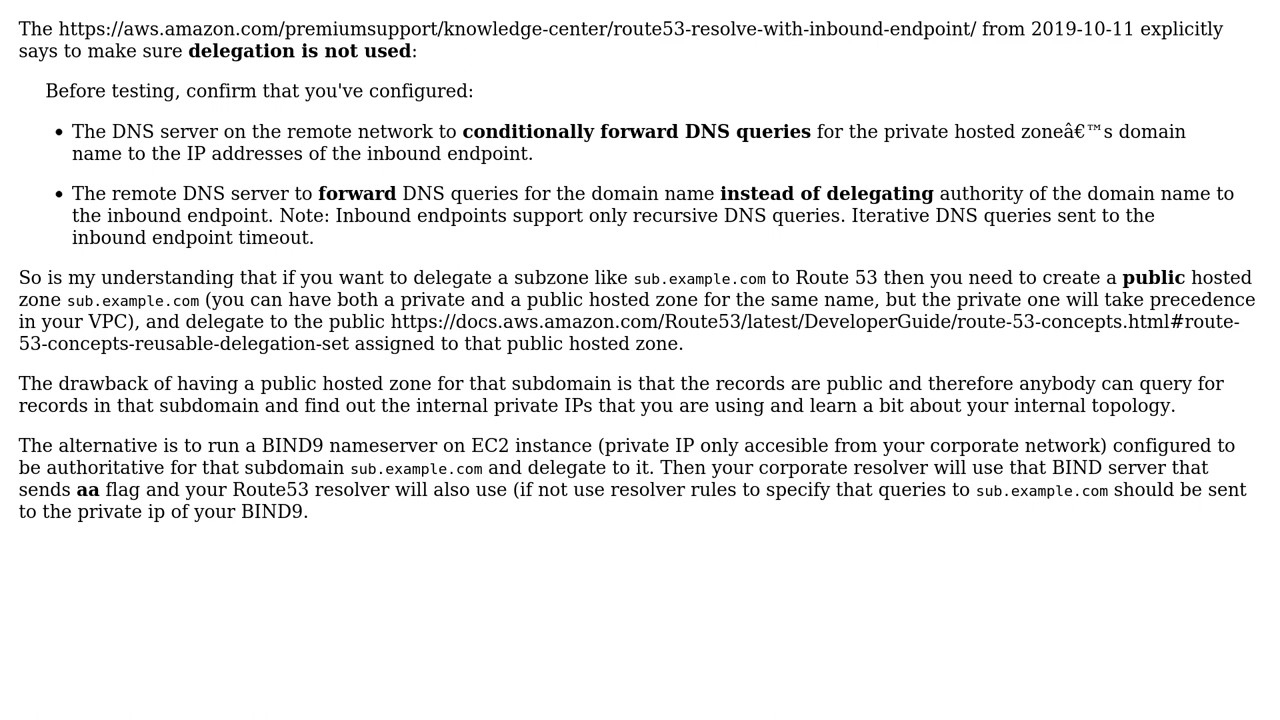 The https://aws.amazon.com/premiumsupport/knowledge-center/route53-resolve-with-inbound-endpoint/ from 2019-10-11 explicitly
says to make sure delegation is not used:
Before testing, confirm that you've configured:
• The DNS server on the remote network to conditionally forward DNS queries for the private hosted zoneâ€™s domain
name to the IP addresses of the inbound endpoint.
• The remote DNS server to forward DNS queries for the domain name instead of delegating authority of the domain name to
the inbound endpoint. Note: Inbound endpoints support only recursive DNS queries. Iterative DNS queries sent to the
inbound endpoint timeout.
So is my understanding that if you want to delegate a subzone like sub.example.com to Route 53 then you need to create a public hosted
zone sub.example.com (you can have both a private and a public hosted zone for the same name, but the private one will take precedence
in your VPC), and delegate to the public https://docs.aws.amazon.com/Route53/latest/DeveloperGuide/route-53-concepts.html#route-
53-concepts-reusable-delegation-set assigned to that public hosted zone.
The drawback of having a public hosted zone for that subdomain is that the records are public and therefore anybody can query for
records in that subdomain and find out the internal private IPs that you are using and learn a bit about your internal topology.
The alternative is to run a BIND9 nameserver on EC2 instance (private IP only accesible from your corporate network) configured to
be authoritative for that subdomain sub.example.com and delegate to it. Then your corporate resolver will use that BIND server that
sends aa flag and your Route53 resolver will also use (if not use resolver rules to specify that queries to sub.example.com should be sent
to the private ip of your BIND9.